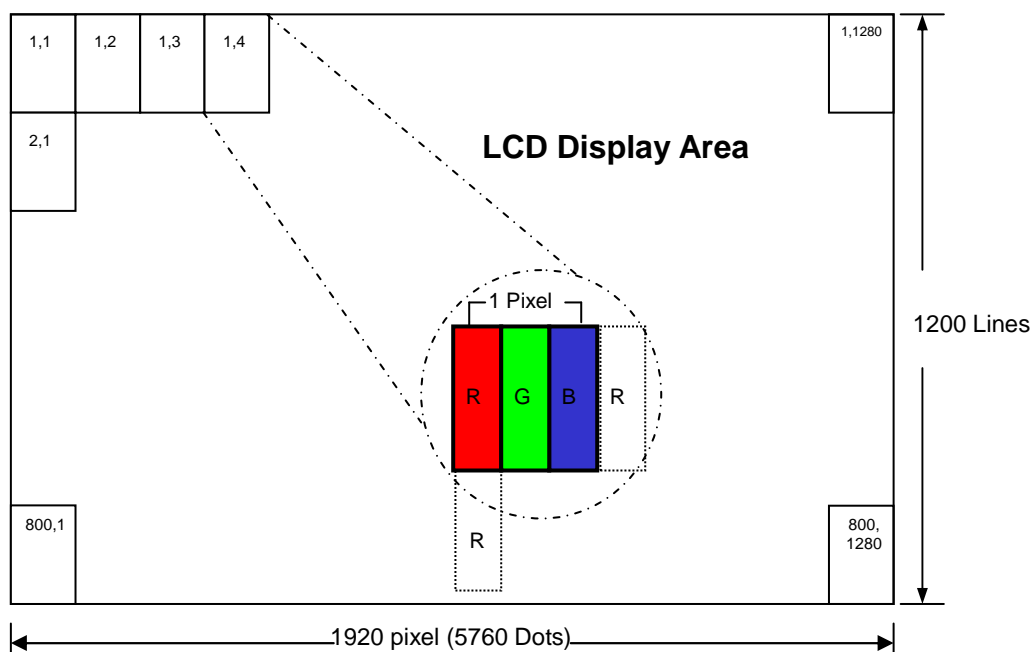 1,1 1,2 1,3 1,4 1,1280
2,1
LCD Display Area
1 Pixel
1200 Lines
R G B R
800,1
800,
1280
R
1920 pixel (5760 Dots)